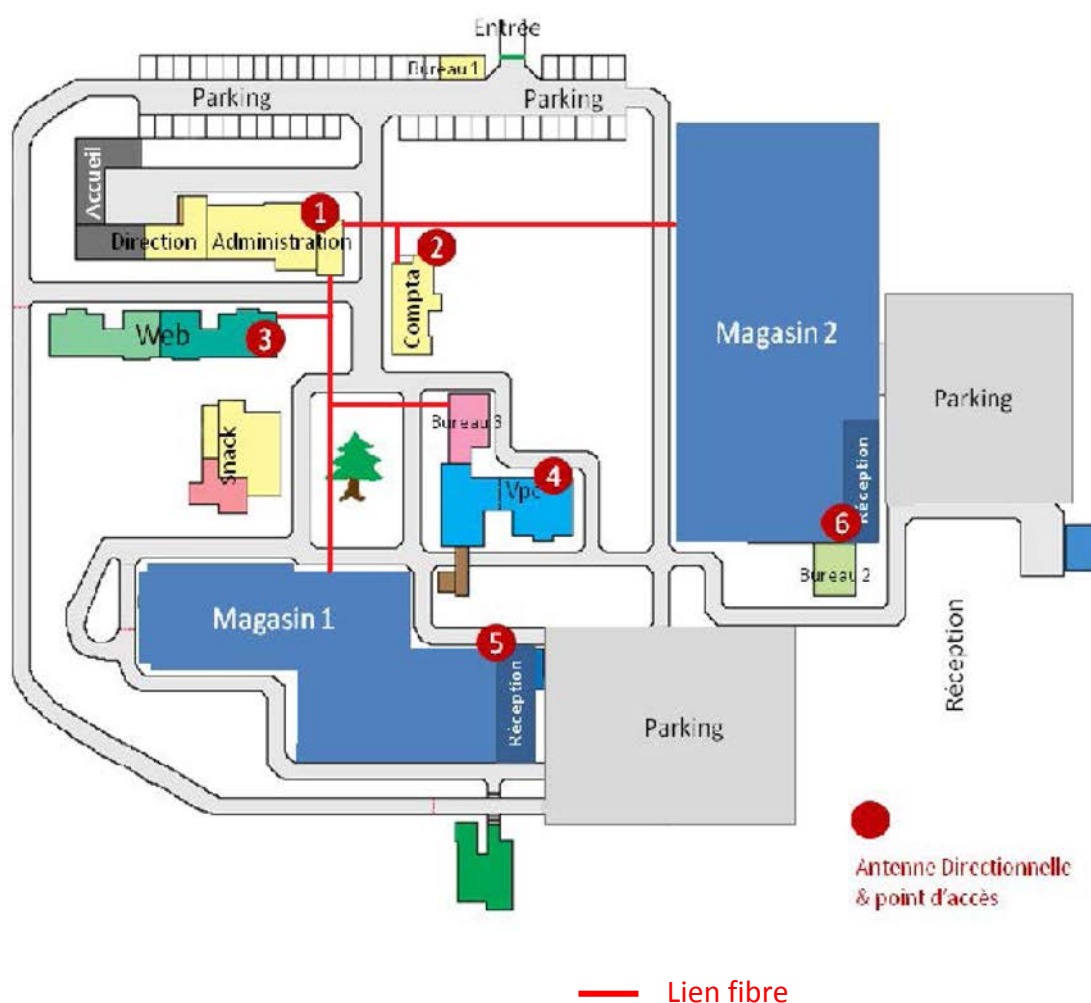 Entrée
Bureau 1
Parking
Parking
Accueil
1
Direction
Administration
2
Compta
Web
3
Magasin 2
Parking
Bureau 3
snack
4
Vpc
Réception
6
Bureau 2
Magasin 1
5
Réception
Réception
Parking
Antenne Directionnelle
& point d'accès
Lien fibre